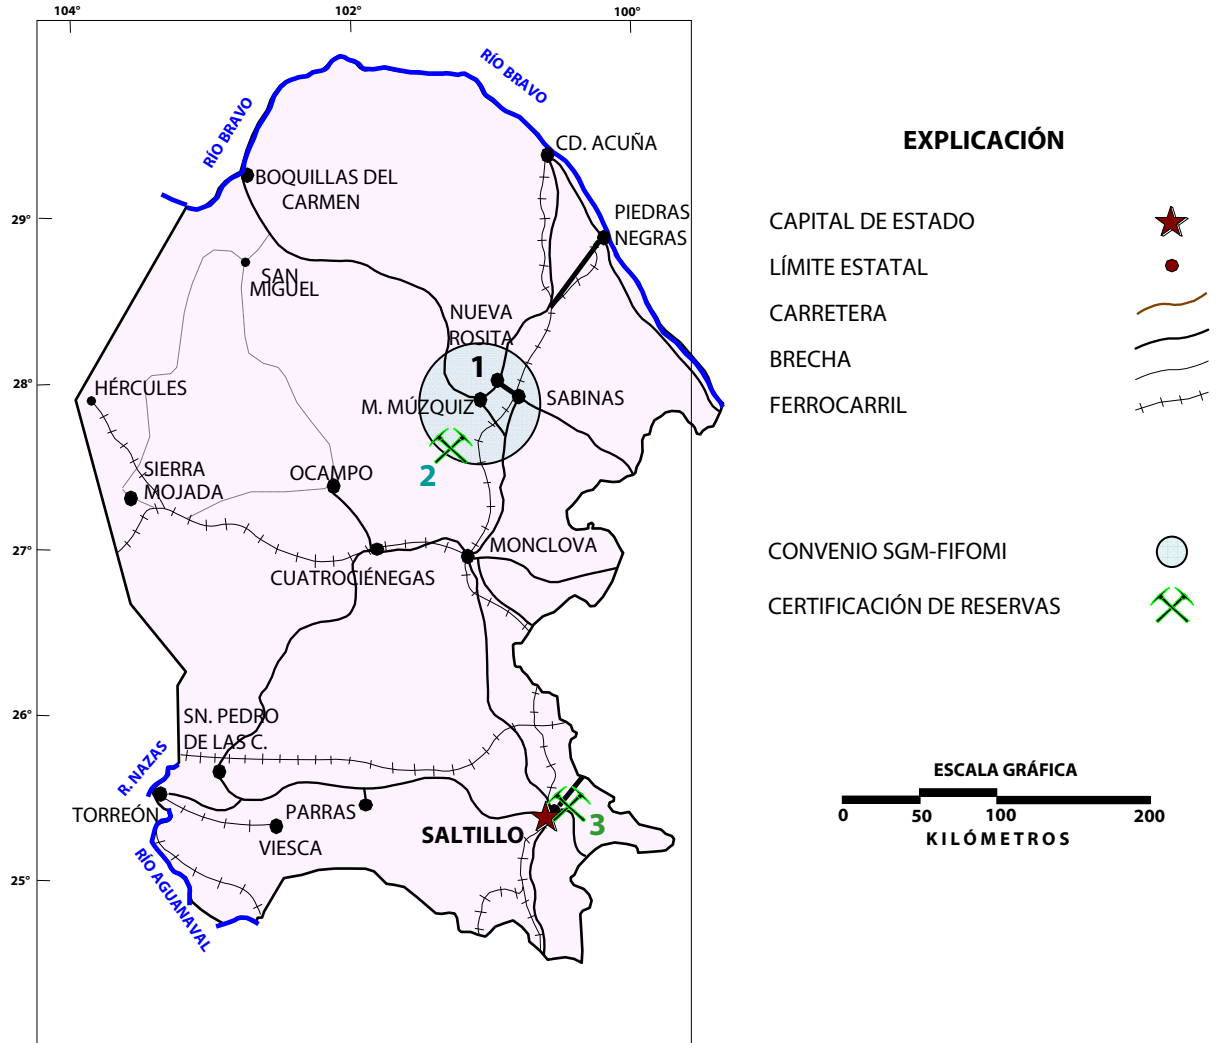 104°
102°
100°
RÍO BRAVO
RÍO BRAVO
CD. ACUÑA
BOQUILLAS DEL
CARMEN
29°
PIEDRAS
NEGRAS
SAN
MIGUEL
NUEVA
ROSITA
1
28°
HÉRCULES
M. MÚZQUIZ
SABINAS
2
SIERRA
MOJADA
OCAMPO
27°
MONCLOVA
CUATROCIÉNEGAS
26°
SN. PEDRO
DE LAS C.
R. NAZAS
TORREÓN
PARRAS
VIESCA
SALTILLO
3
25°
RÍO AGUANAVAL
EXPLICACIÓN
CAPITAL DE ESTADO
LÍMITE ESTATAL
CARRETERA
BRECHA
FERROCARRIL
CONVENIO SGM-FIFOMI
CERTIFICACIÓN DE RESERVAS
ESCALA GRÁFICA
0 50 100 200
KILÓMETROS